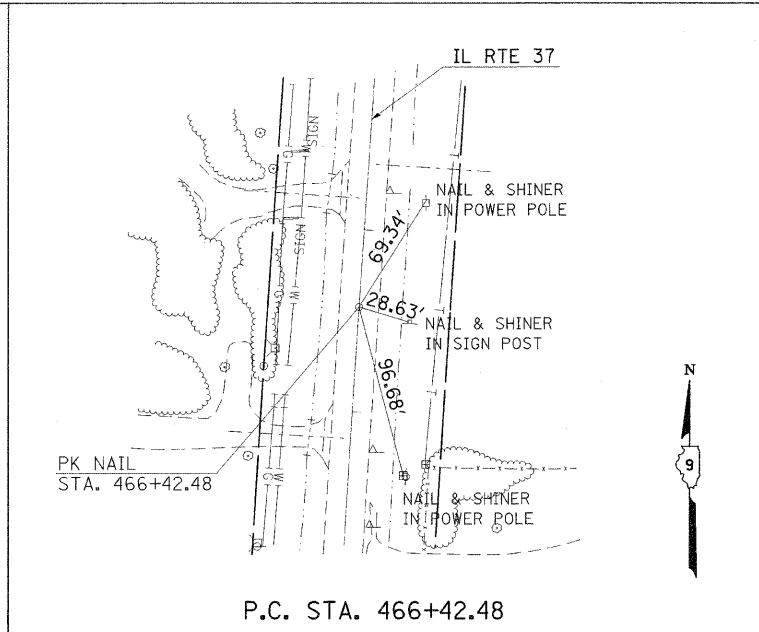 IL RTE 37
SIGN
W
G
NAIL & SHINER
IN POWER POLE
69.34'
SIGN
G
W
28.63'
NAIL & SHINER
IN SIGN POST
96.68'
N
9
PK NAIL
STA. 466+42.48
W
G
x x x x x
NAIL & SHINER
IN POWER POLE
P.C. STA. 466+42.48